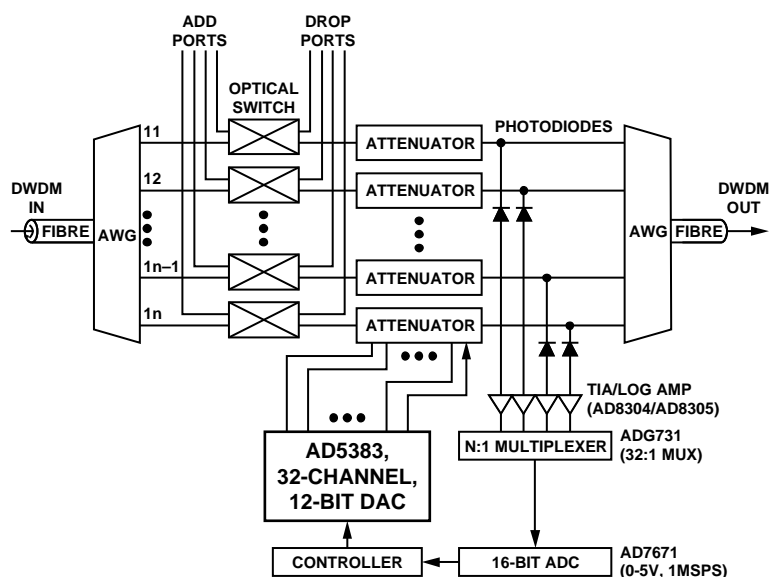 ADD
PORTS
DROP
PORTS
OPTICAL
SWITCH
PHOTODIODES
11
ATTENUATOR
DWDM
IN
12
ATTENUATOR
DWDM
OUT
FIBRE
AWG
AWG
FIBRE
1n–1
ATTENUATOR
1n
ATTENUATOR
TIA/LOG AMP
(AD8304/AD8305)
AD5383,
32-CHANNEL,
12-BIT DAC
N:1 MULTIPLEXER
ADG731
(32:1 MUX)
CONTROLLER
16-BIT ADC
AD7671
(0-5V, 1MSPS)